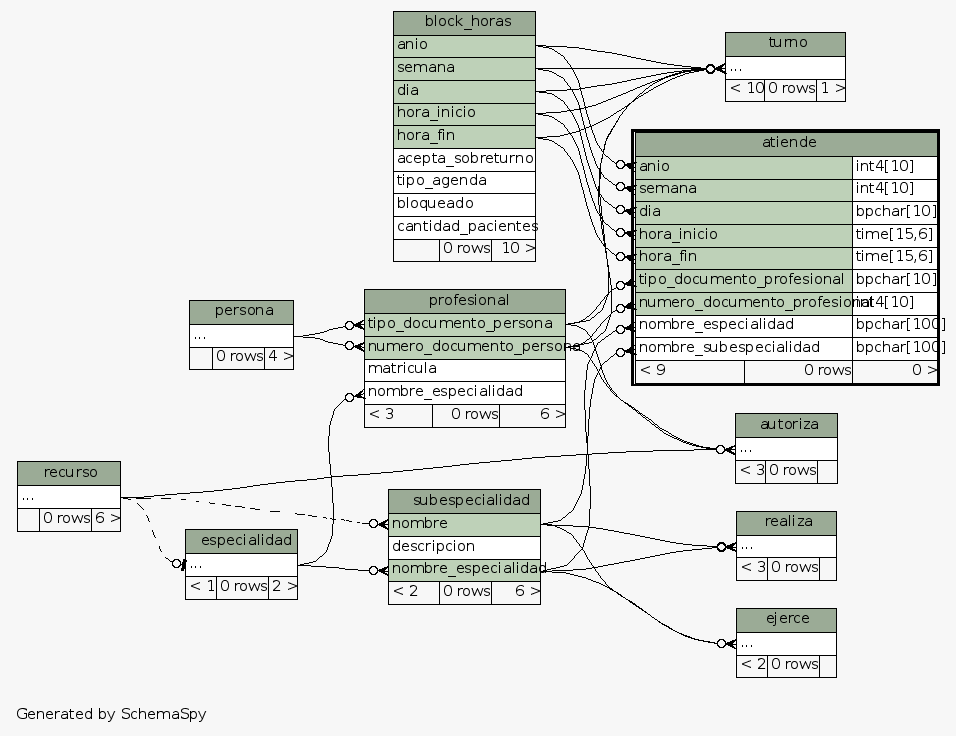 block_horas
anio
semana
dia
hora_inicio
hora_fin
acepta_sobreturno
tipo_agenda
bloqueado
cantidad_pacientes
0 rows 10 >
turno
...
< 10 0 rows 1 >
atiende
anio int4[10]
semana int4[10]
dia bpchar[10]
hora_inicio time[15,6]
hora_fin time[15,6]
tipo_documento_profesional bpchar[10]
numero_documento_profesional int4[10]
nombre_especialidad bpchar[100]
nombre_subespecialidad bpchar[100]
< 9 0 rows 0 >
persona
...
0 rows 4 >
profesional
tipo_documento_persona
numero_documento_persona
matricula
nombre_especialidad
< 3 0 rows 6 >
autoriza
...
< 3 0 rows
recurso
...
0 rows 6 >
subespecialidad
nombre
descripcion
nombre_especialidad
< 2 0 rows 6 >
especialidad
...
< 1 0 rows 2 >
realiza
...
< 3 0 rows
ejerce
...
< 2 0 rows
Generated by SchemaSpy